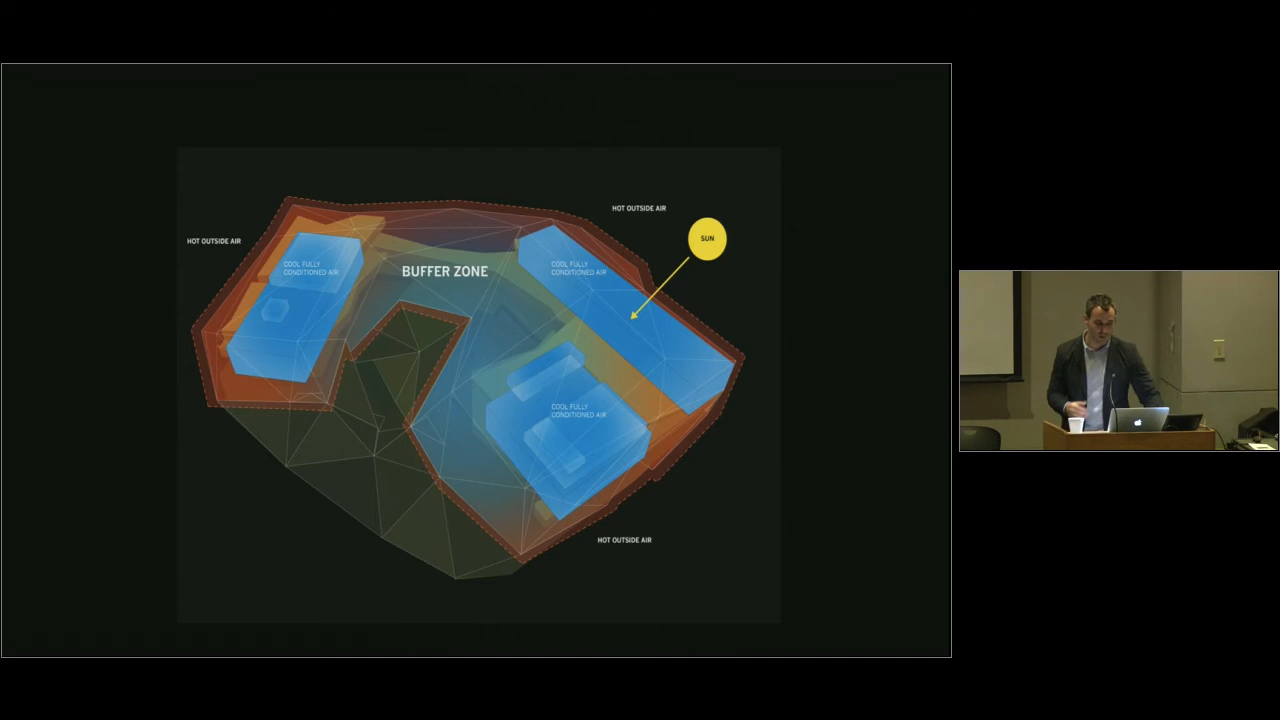 HOT OUTSIDE AIR
SUN
HOT OUTSIDE AIR
COOL FULLY
CONDITIONED AIR
BUFFER ZONE
COOL FULLY
CONDITIONED AIR
COOL FULLY
CONDITIONED AIR
HOT OUTSIDE AIR